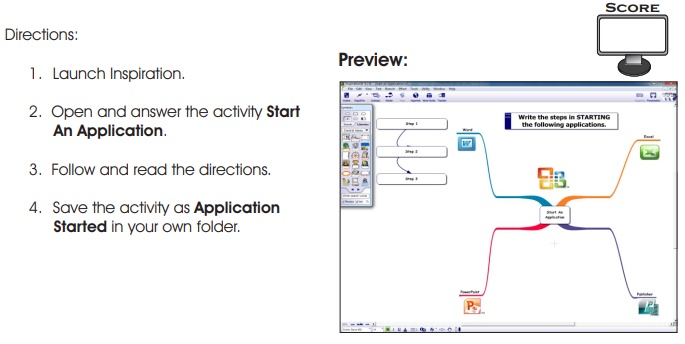 SCORE
Directions:
1. Launch Inspiration.
2. Open and answer the activity Start
An Application.
3. Follow and read the directions.
4. Save the activity as Application
Started in your own folder.
Preview:
Step 1
Step 2
Step 3
Write the steps in STARTING
the following applications.
Word
Excel
Start An
Application
PowerPoint
Publisher